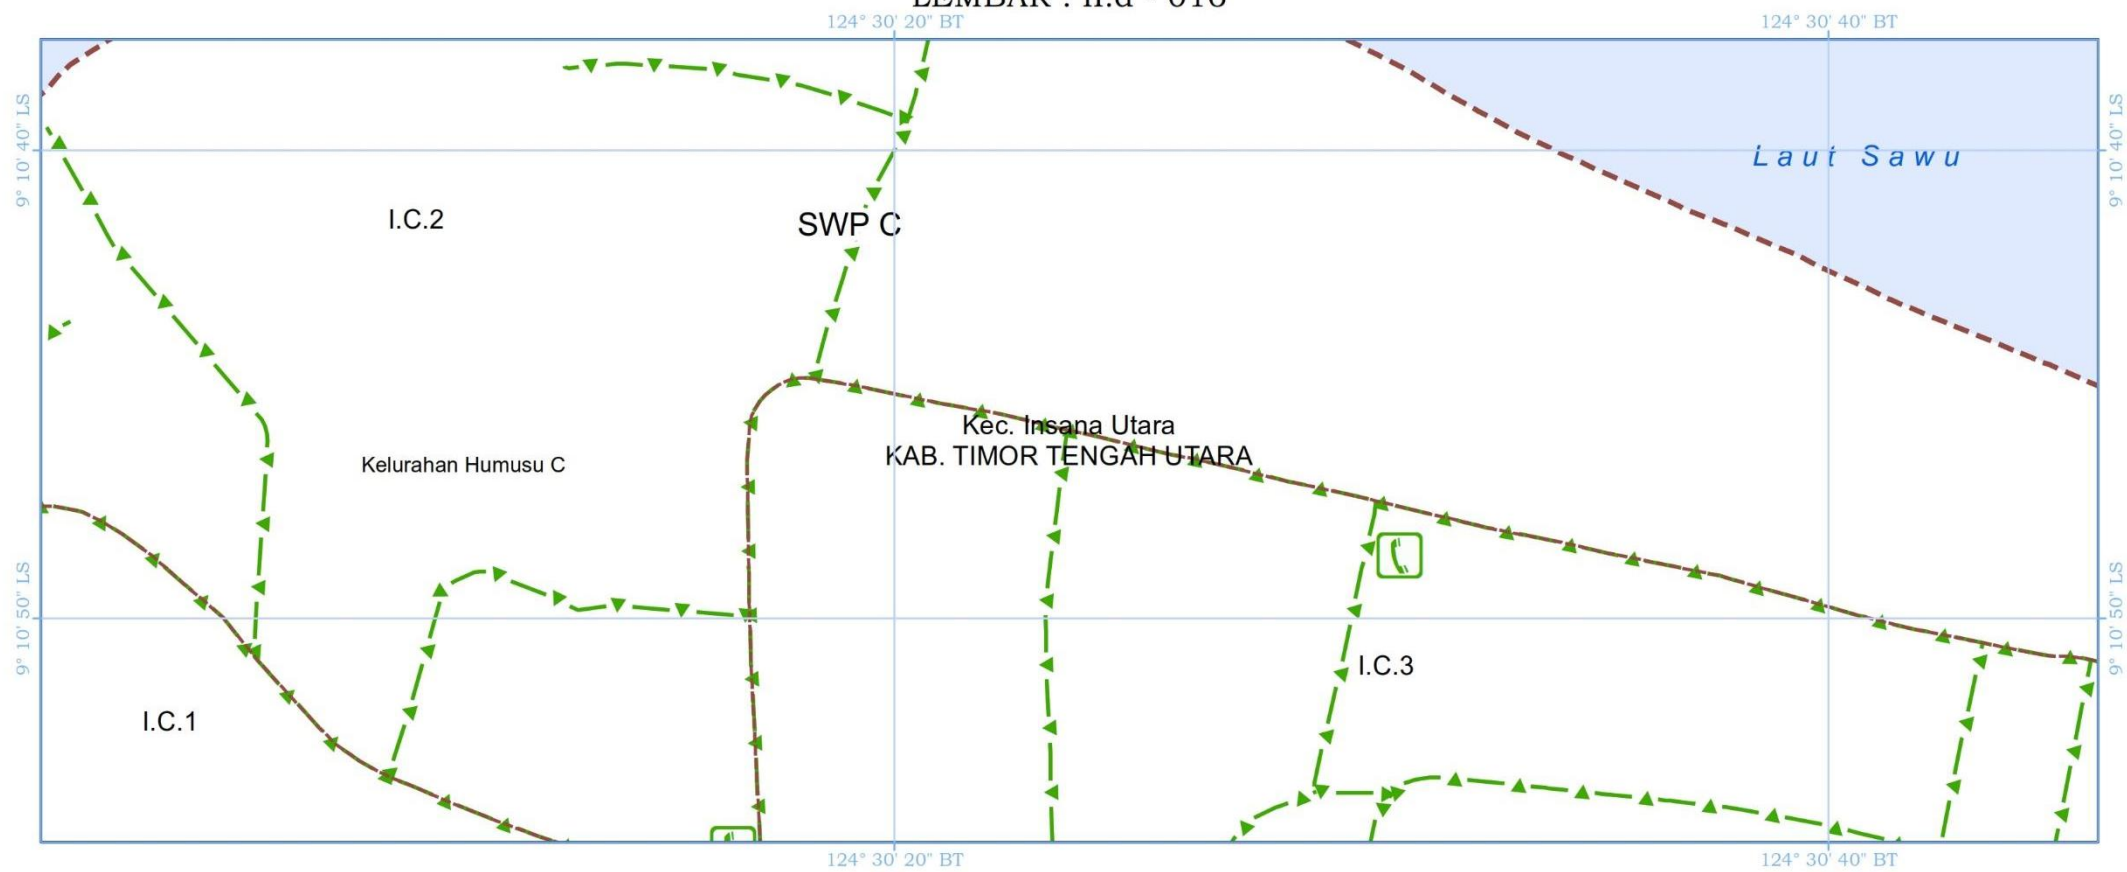 124° 30' 20" BT
124° 30' 40" BT
9° 10' 40" LS
9° 10' 40" LS
Laut Sawu
I.C.2
SWP C
Kec. Insana Utara
KAB. TIMOR TENGAH UTARA
Kelurahan Humusu C
9° 10' 50" LS
9° 10' 50" LS
I.C.3
I.C.1
124° 30' 20" BT
124° 30' 40" BT